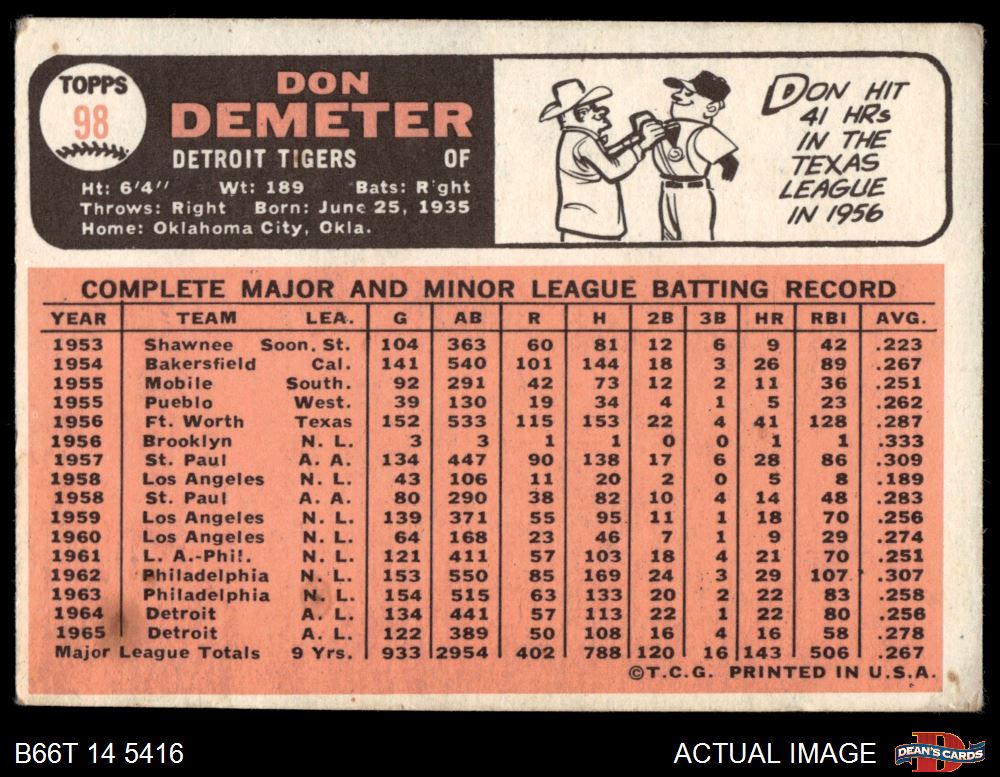 TOPPS
98
DON
DEMETER
DETROIT TIGERS OF
Ht: 6'4" Wt: 189 Bats: R'ght
Throws: Right Born: June 25, 1935
Home: Oklahoma City, Okla.
DON HIT
41 HRs
IN THE
TEXAS
LEAGUE
IN 1956
COMPLETE MAJOR AND MINOR LEAGUE BATTING RECORD
YEAR TEAM LEA. G AB R H 2B 3B HR RBI AVG.
1953 Shawnee Soon. St. 104 363 60 81 12 6 9 42 .223
1954 Bakersfield Cal. 141 540 101 144 18 3 26 89 .267
1955 Mobile South. 92 291 42 73 12 2 11 36 .251
1955 Pueblo West. 39 130 19 34 4 1 5 23 .262
1956 Ft. Worth Texas 152 533 115 153 22 4 41 128 .287
1956 Brooklyn N. L. 3 3 1 1 0 0 1 1 .333
1957 St. Paul A. A. 134 447 90 138 17 6 28 86 .309
1958 Los Angeles N. L. 43 106 11 20 2 0 5 8 .189
1958 St. Paul A. A. 80 290 38 82 10 4 14 48 .283
1959 Los Angeles N. L. 139 371 55 95 11 1 18 70 .256
1960 Los Angeles N. L. 64 168 23 46 7 1 9 29 .274
1961 L. A.-Phil. N. L. 121 411 57 103 18 4 21 70 .251
1962 Philadelphia N. L. 153 550 85 169 24 3 29 107 .307
1963 Philadelphia N. L. 154 515 63 133 20 2 22 83 .258
1964 Detroit A. L. 134 441 57 113 22 1 22 80 .256
1965 Detroit A. L. 122 389 50 108 16 4 16 58 .278
Major League Totals 9 Yrs. 933 2954 402 788 120 16 143 506 .267
©T.C.G. PRINTED IN U.S.A.
B66T 14 5416 ACTUAL IMAGE DEAN'S CARDS